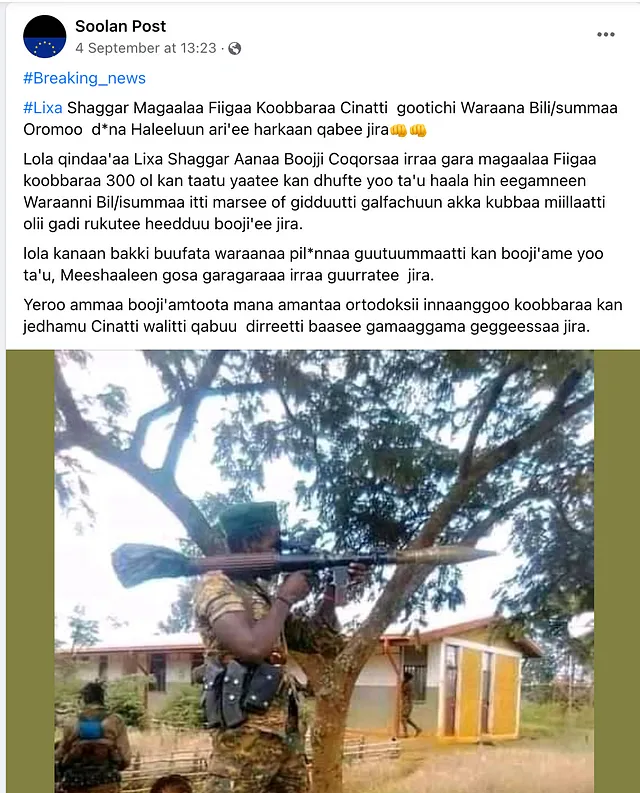 Soolan Post
4 September at 13:23 ·
#Breaking_news
#Lixa Shaggar Magaalaa Fiigaa Koobbaraa Cinatti gootichi Waraana Bili/summaa
Oromoo d*na Haleeluun ari'ee harkaan qabee jira👊👊
Lola qindaa'aa Lixa Shaggar Aanaa Boojji Coqorsaa irraa gara magaalaa Fiigaa
koobbaraa 300 ol kan taatu yaatee kan dhufte yoo ta'u haala hin eegamneen
Waraanni Bil/isummaa itti marsee of gidduutti galfachuun akka kubbaa miillaatti
olii gadi rukutee heedduu booji'ee jira.
lola kanaan bakki buufata waraanaa pil*nnaa guutuummaatti kan booji'ame yoo
ta'u, Meeshaaleen gosa garagaraaa irraa guurratee jira.
Yeroo ammaa booji'amtoota mana amantaa ortodoksii innaanggoo koobbaraa kan
jedhamu Cinatti walitti qabuu dirreetti baasee gamaaggama geggeessaa jira.